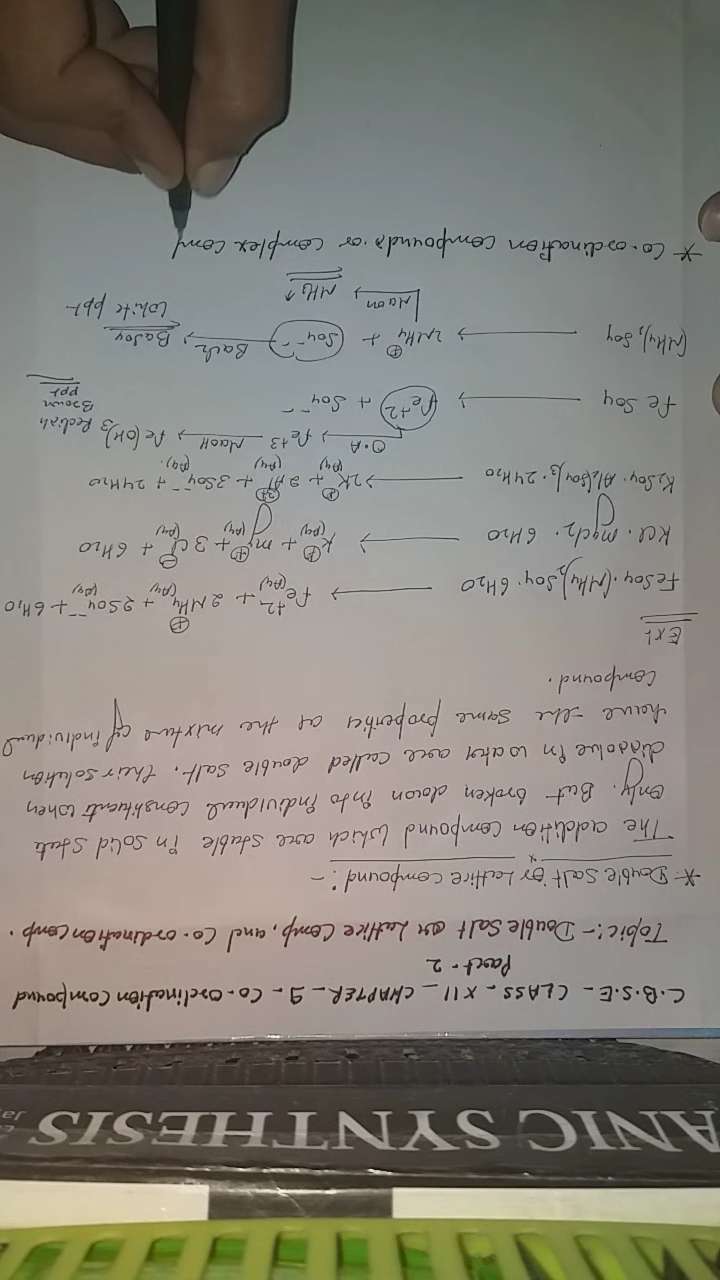 C.B.S.E - CLASS - XII - CHAPTER - 9 - Co-ordination Compound
Part - 2
Topic:- Double Salt or Lattice Comp, and Co-ordination Comp.
* Double Salt or Lattice Compound :-
The addition Compound Which are stable in Solid State
only. But broken down into individual Constituent when
dissolve in water are called double salt. their solution
have the same properties as the mixture of individual
Compound.
Ex:-
FeSO4.(NH4)2SO4.6H2O → Fe+2(aq) + 2NH4⊕(aq) + 2SO4--(aq) + 6H2O
KCl.MgCl2.6H2O → K⊕(aq) + Mg⊕(aq) + 3Cl⊖(aq) + 6H2O
K2SO4.Al2(SO4)3.24H2O → 2K⊕(aq) + 2Al3+(aq) + 3SO4--(aq) + 24H2O
O.A → Fe+3 NaOH → Fe(OH)3 Redish
Brown
ppt
FeSO4 → Fe+2 + SO4--
(NH4)2SO4 → 2NH4⊕ + SO4-- BaCl2 → BaSO4
White ppt
NaOH → NH3↑
* Co-ordination Compounds or Complex Com
ANIC SYNTHESIS